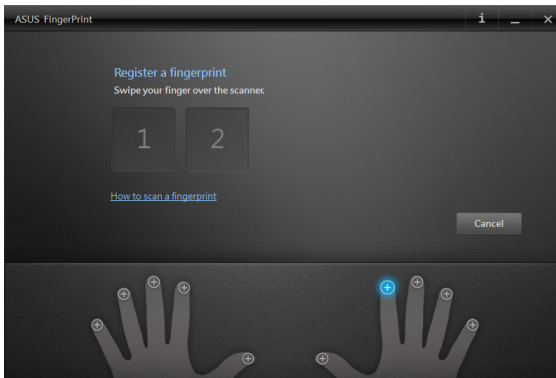 ASUS FingerPrint
Register a fingerprint
Swipe your finger over the scanner.
1 2
How to scan a fingerprint
Cancel